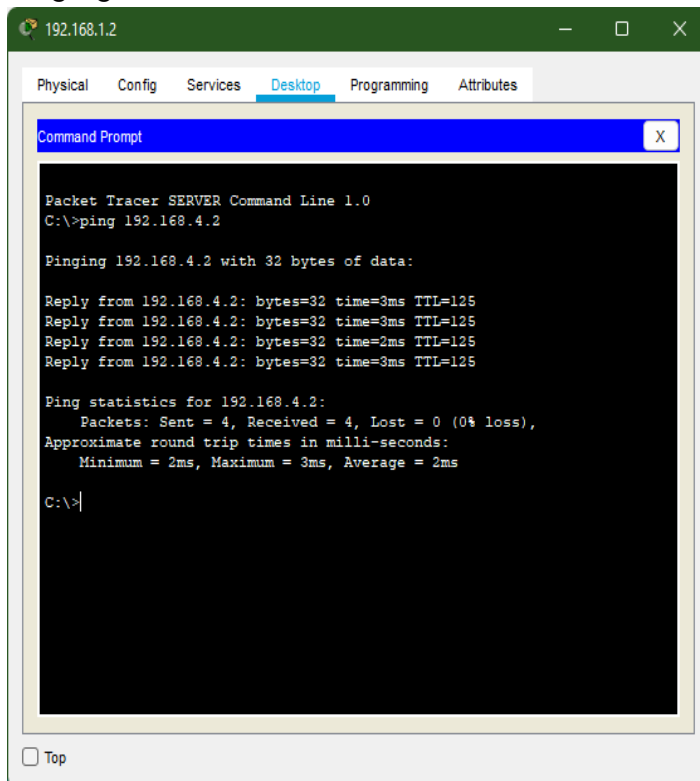 192.168.1.2
Physical Config Services Desktop Programming Attributes
Command Prompt
X
Packet Tracer SERVER Command Line 1.0
C:\>ping 192.168.4.2
Pinging 192.168.4.2 with 32 bytes of data:
Reply from 192.168.4.2: bytes=32 time=3ms TTL=125
Reply from 192.168.4.2: bytes=32 time=3ms TTL=125
Reply from 192.168.4.2: bytes=32 time=2ms TTL=125
Reply from 192.168.4.2: bytes=32 time=3ms TTL=125
Ping statistics for 192.168.4.2:
Packets: Sent = 4, Received = 4, Lost = 0 (0% loss),
Approximate round trip times in milli-seconds:
Minimum = 2ms, Maximum = 3ms, Average = 2ms
C:\>
Top